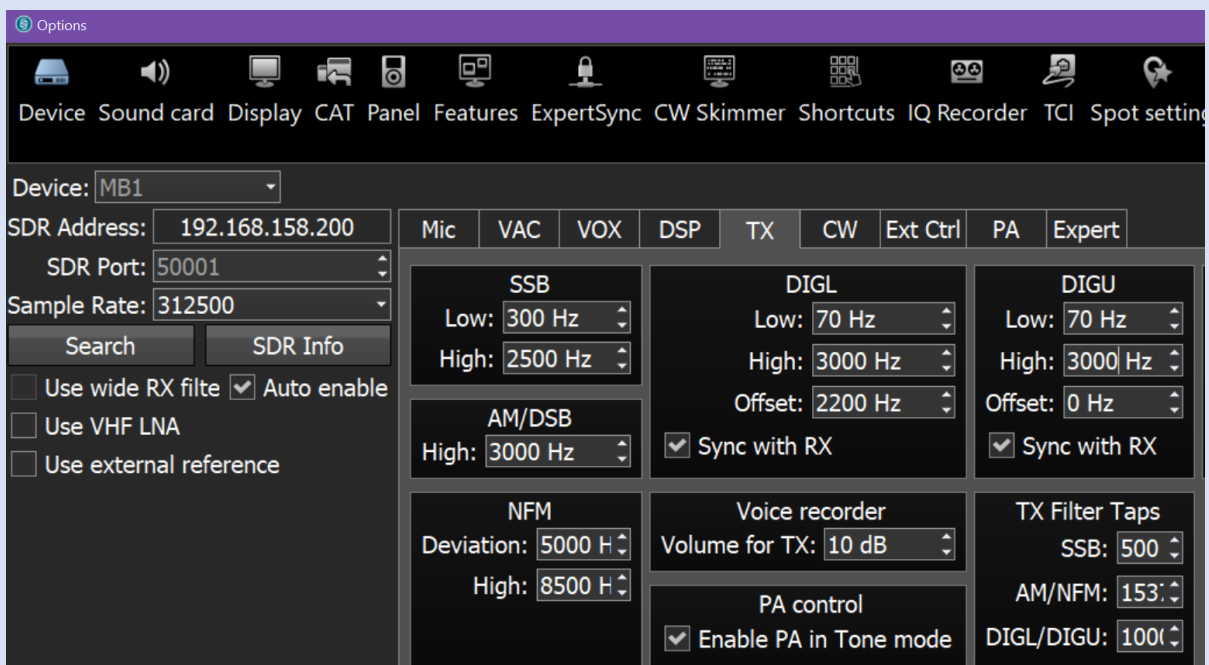 Options
Device Sound card Display CAT Panel Features ExpertSync CW Skimmer Shortcuts IQ Recorder TCI Spot setting
Device: MB1
SDR Address: 192.168.158.200
SDR Port: 50001
Sample Rate: 312500
Search SDR Info
Use wide RX filte Auto enable
Use VHF LNA
Use external reference
Mic VAC VOX DSP TX CW Ext Ctrl PA Expert
SSB
Low: 300 Hz
High: 2500 Hz
AM/DSB
High: 3000 Hz
NFM
Deviation: 5000 H
High: 8500 H
DIGL
Low: 70 Hz
High: 3000 Hz
Offset: 2200 Hz
Sync with RX
Voice recorder
Volume for TX: 10 dB
PA control
Enable PA in Tone mode
DIGU
Low: 70 Hz
High: 3000 Hz
Offset: 0 Hz
Sync with RX
TX Filter Taps
SSB: 500
AM/NFM: 153
DIGL/DIGU: 100